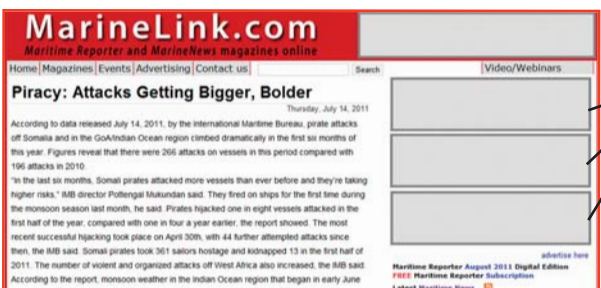 MarineLink.com
Maritime Reporter and MarineNews magazines online
Home Magazines Events Advertising Contact us Search Video/Webinars
Piracy: Attacks Getting Bigger, Bolder
Thursday, July 14, 2011
According to data released July 14, 2011, by the International Maritime Bureau, pirate attacks
off Somalia and in the GoA/Indian Ocean region climbed dramatically in the first six months of
this year. Figures reveal that there were 266 attacks on vessels in this period compared with
196 attacks in 2010.
"In the last six months, Somali pirates attacked more vessels than ever before and they're taking
higher risks," IMB director Pottengal Mukundan said. They fired on ships for the first time during
the monsoon season last month, he said. Pirates hijacked one in eight vessels attacked in the
first half of the year, compared with one in four a year earlier, the report showed. The most
recent successful hijacking took place on April 30th, with 44 further attempted attacks since
then, the IMB said. Somali pirates took 361 sailors hostage and kidnapped 13 in the first half of
2011. The number of violent and organized attacks off West Africa also increased, the IMB said.
According to the report, monsoon weather in the Indian Ocean region that began in early June
advertise here
Maritime Reporter August 2011 Digital Edition
FREE Maritime Reporter Subscription
Latest Maritime News